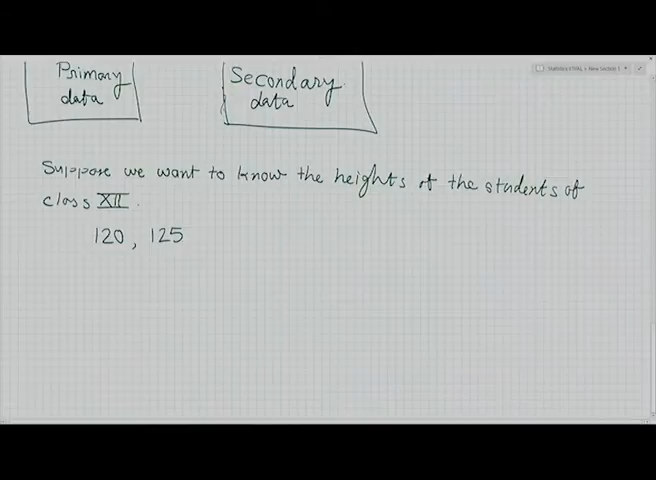 Primary
data
Secondary
data
Suppose we want to know the heights of the students of
class XII.
120, 125